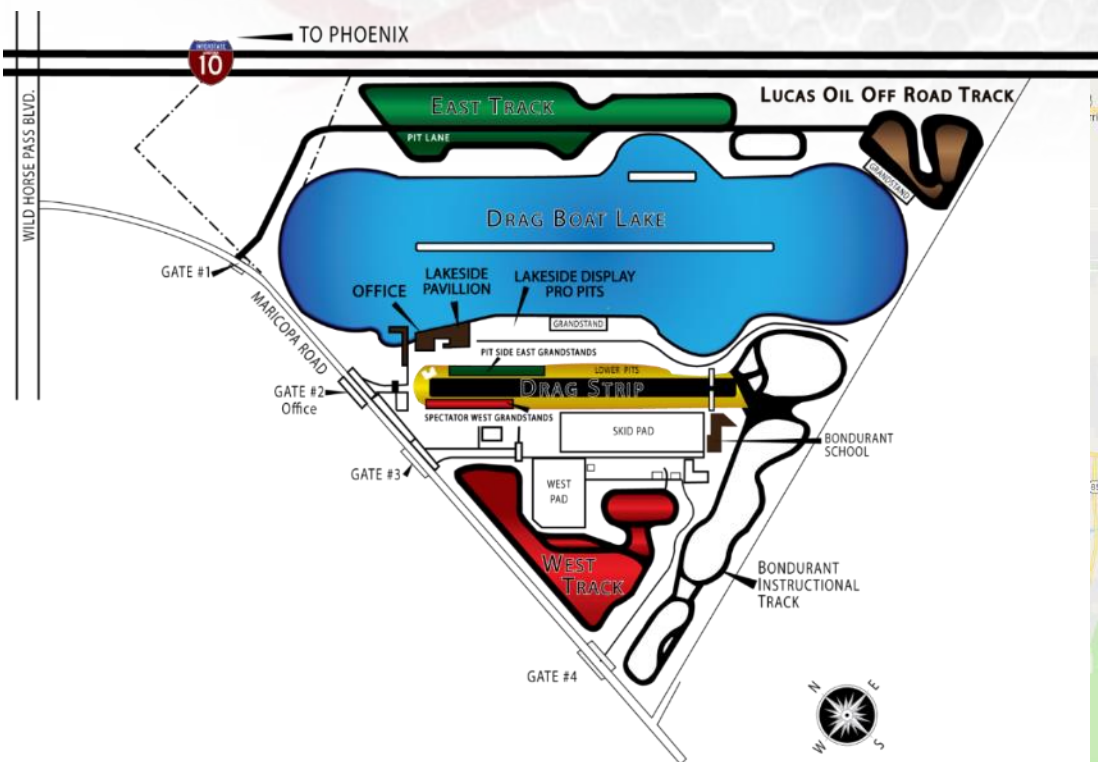 TO PHOENIX
INTERSTATE
10
WILD HORSE PASS BLVD.
EAST TRACK
LUCAS OIL OFF ROAD TRACK
PIT LANE
GRANDSTAND
DRAG BOAT LAKE
GATE #1
MARICOPA ROAD
OFFICE
LAKESIDE
PAVILLION
LAKESIDE DISPLAY
PRO PITS
GRANDSTAND
PIT SIDE EAST GRANDSTANDS
LOWER PITS
DRAG STRIP
GATE #2
Office
SPECTATOR WEST GRANDSTANDS
SKID PAD
BONDURANT
SCHOOL
GATE #3
WEST
PAD
WEST
TRACK
BONDURANT
INSTRUCTIONAL
TRACK
GATE #4
N
E
W
S